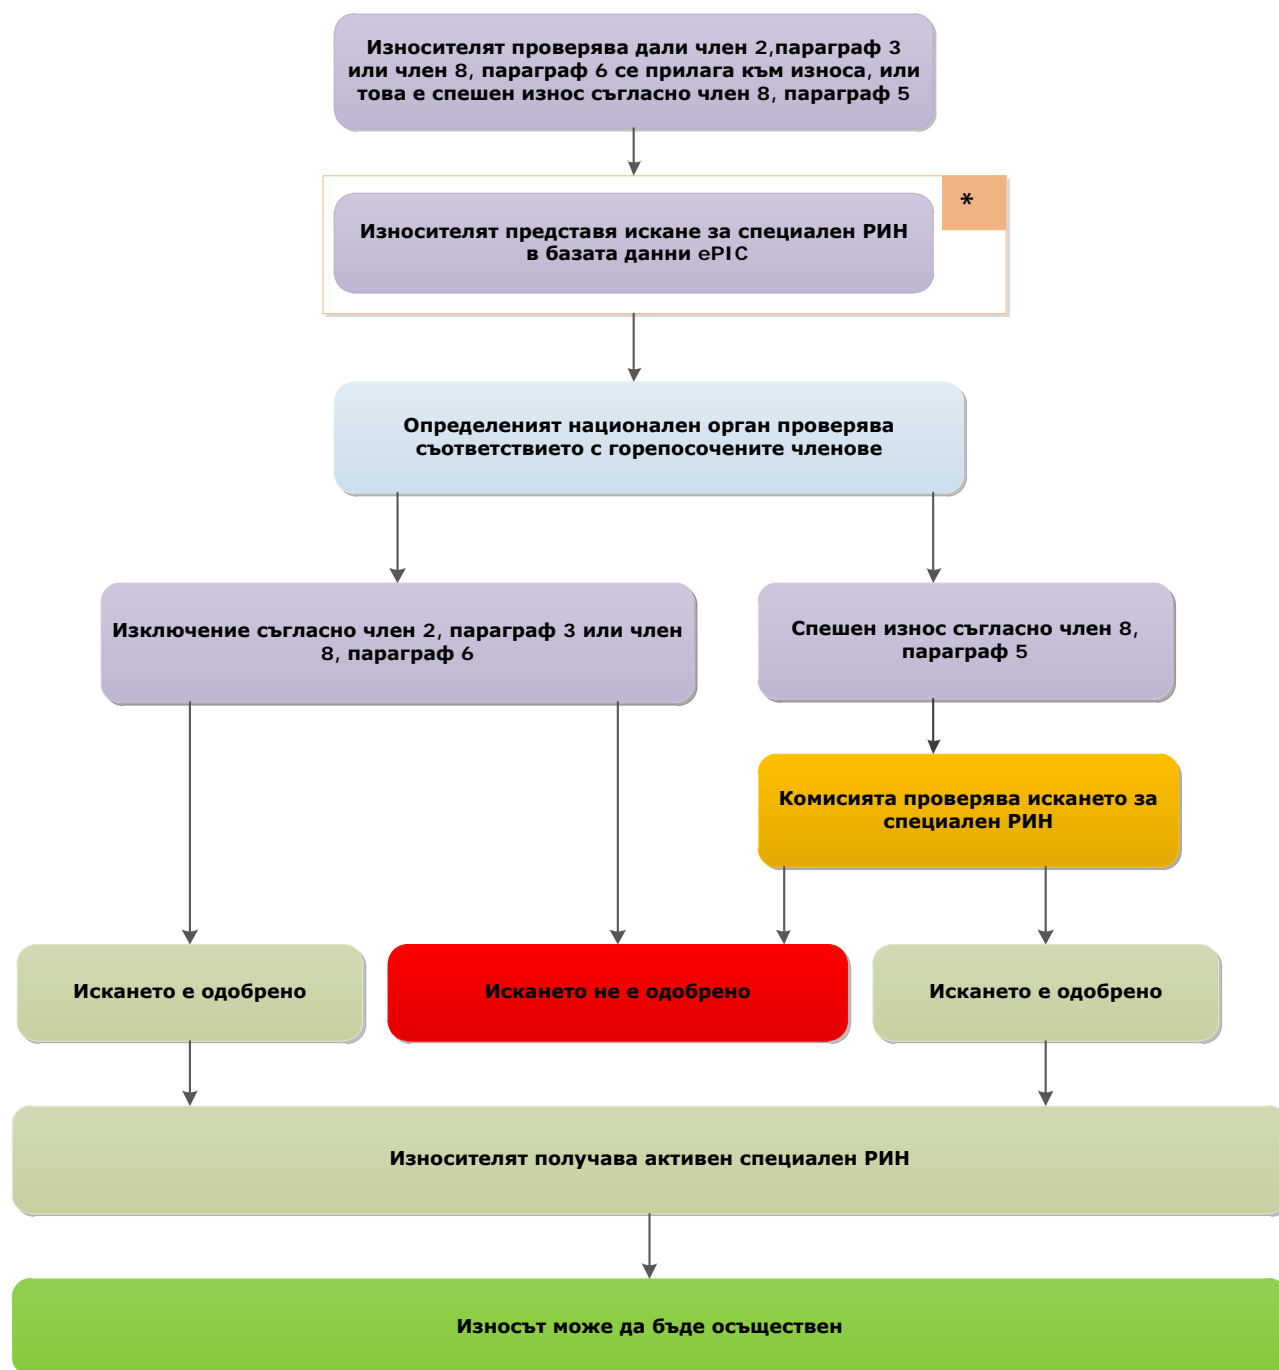 Износителят проверява дали член 2,параграф 3
или член 8, параграф 6 се прилага към износа, или
това е спешен износ съгласно член 8, параграф 5
*
Износителят представя искане за специален РИН
в базата данни ePIC
Определеният национален орган проверява
съответствието с горепосочените членове
Изключение съгласно член 2, параграф 3 или член
8, параграф 6
Спешен износ съгласно член 8,
параграф 5
Комисията проверява искането за
специален РИН
Искането е одобрено
Искането не е одобрено
Искането е одобрено
Износителят получава активен специален РИН
Износът може да бъде осъществен